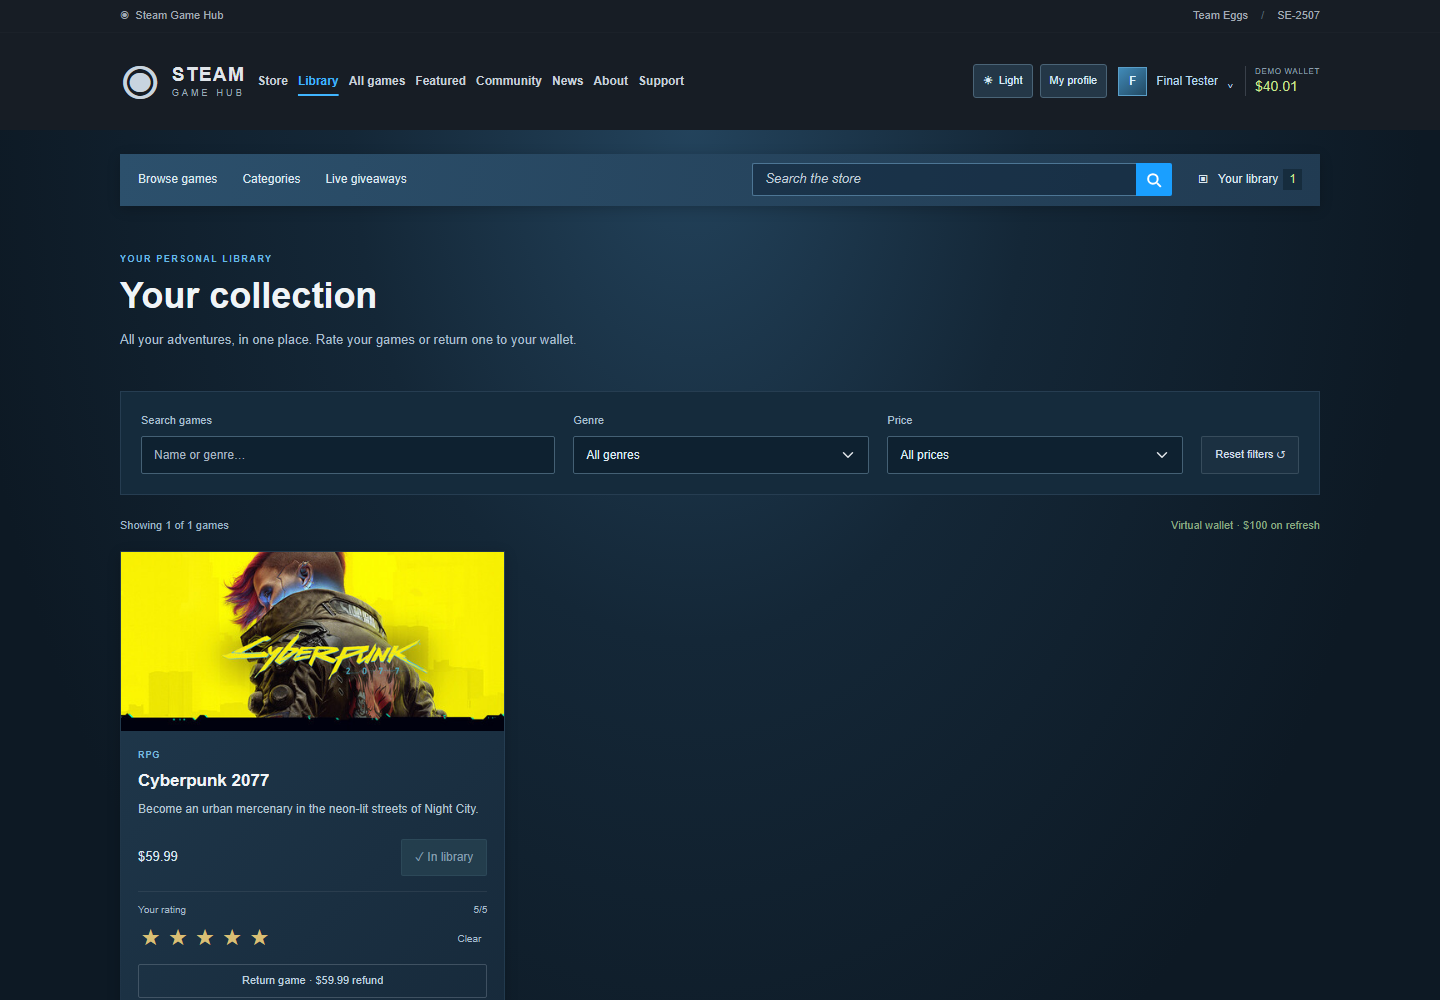 Steam Game Hub
Team Eggs / SE-2507
STEAM
GAME HUB
Store Library All games Featured Community News About Support
Light
My profile
F
Final Tester
DEMO WALLET
$40.01
Browse games Categories Live giveaways
Search the store
Your library 1
YOUR PERSONAL LIBRARY
Your collection
All your adventures, in one place. Rate your games or return one to your wallet.
Search games
Genre
Price
Name or genre...
All genres
All prices
Reset filters ↺
Showing 1 of 1 games
Virtual wallet · $100 on refresh
Cyberpunk
2077
RPG
Cyberpunk 2077
Become an urban mercenary in the neon-lit streets of Night City.
$59.99
✓ In library
Your rating
5/5
★ ★ ★ ★ ★
Clear
Return game · $59.99 refund